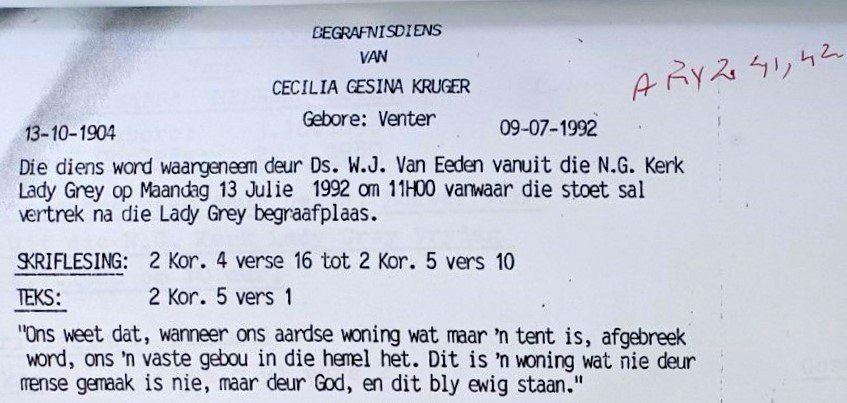 BEGRAFNISDIENS
VAN
CECILIA GESINA KRUGER
Gebore: Venter
13-10-1904 09-07-1992
Die diens word waargeneem deur Ds. W.J. Van Eeden vanuit die N.G. Kerk
Lady Grey op Maandag 13 Julie 1992 om 11H00 vanwaar die stoet sal
vertrek na die Lady Grey begraafplaas.
SKRIFLESING: 2 Kor. 4 verse 16 tot 2 Kor. 5 vers 10
TEKS: 2 Kor. 5 vers 1
"Ons weet dat, wanneer ons aardse woning wat maar 'n tent is, afgebreek
word, ons 'n vaste gebou in die hemel het. Dit is 'n woning wat nie deur
mense gemaak is nie, maar deur God, en dit bly ewig staan."
41, 42